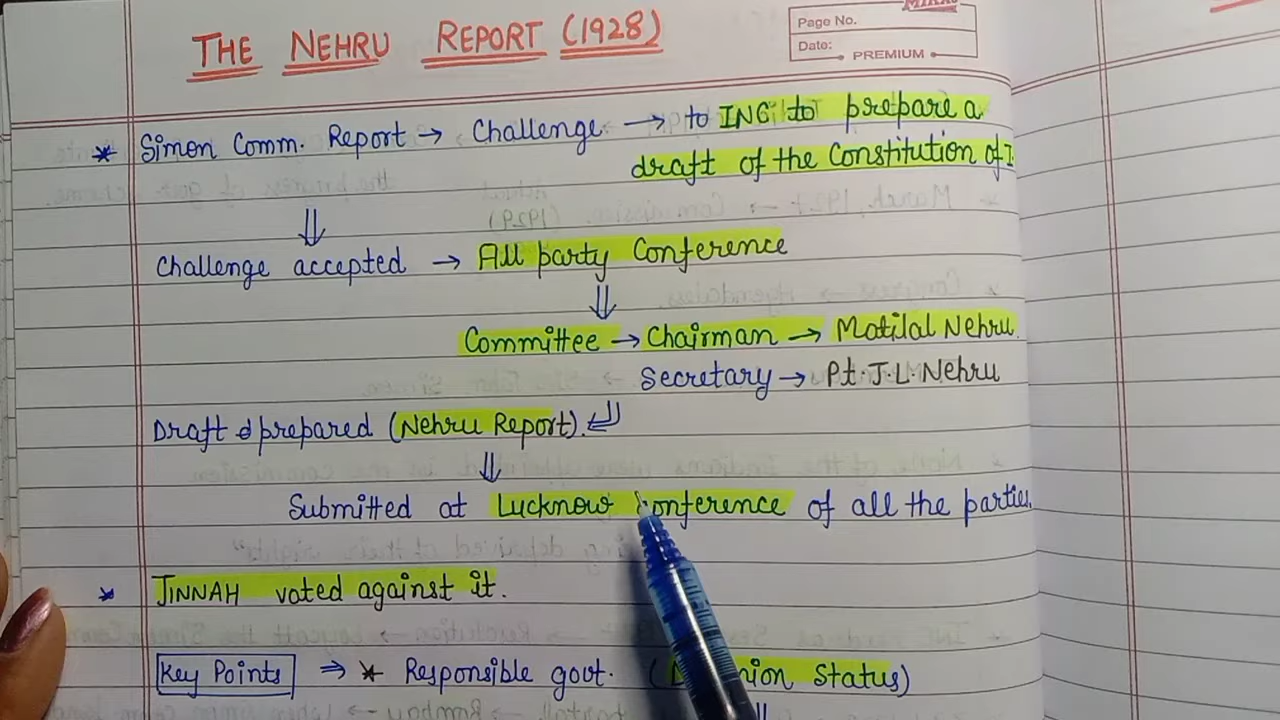 THE NEHRU REPORT (1928)
Page No.
Date:
PREMIUM
* Simon Comm. Report → Challenge → to INC to prepare a
draft of the Constitution of I
⇓
Challenge accepted → All party Conference
⇓
Committee → Chairman → Motilal Nehru
Secretary → Pt. J.L. Nehru
Draft prepared (Nehru Report).
⇓
Submitted at Lucknow Conference of all the parties.
* JINNAH voted against it.
Key Points ⇒ * Responsible govt. (Dominion Status)